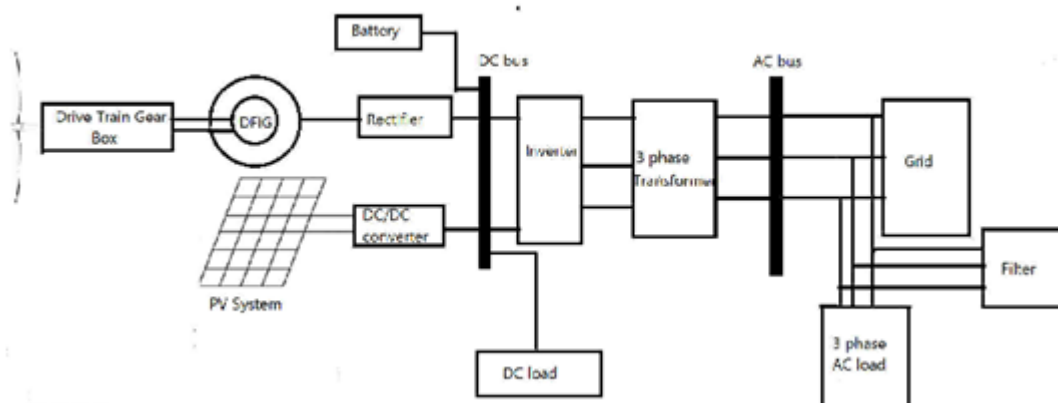 Battery
DC bus
AC bus
Drive Train Gear
Box
DFIG
Rectifier
Inverter
3 phase
Transformer
Grid
DC/DC
converter
PV System
Filter
DC load
3 phase
AC load